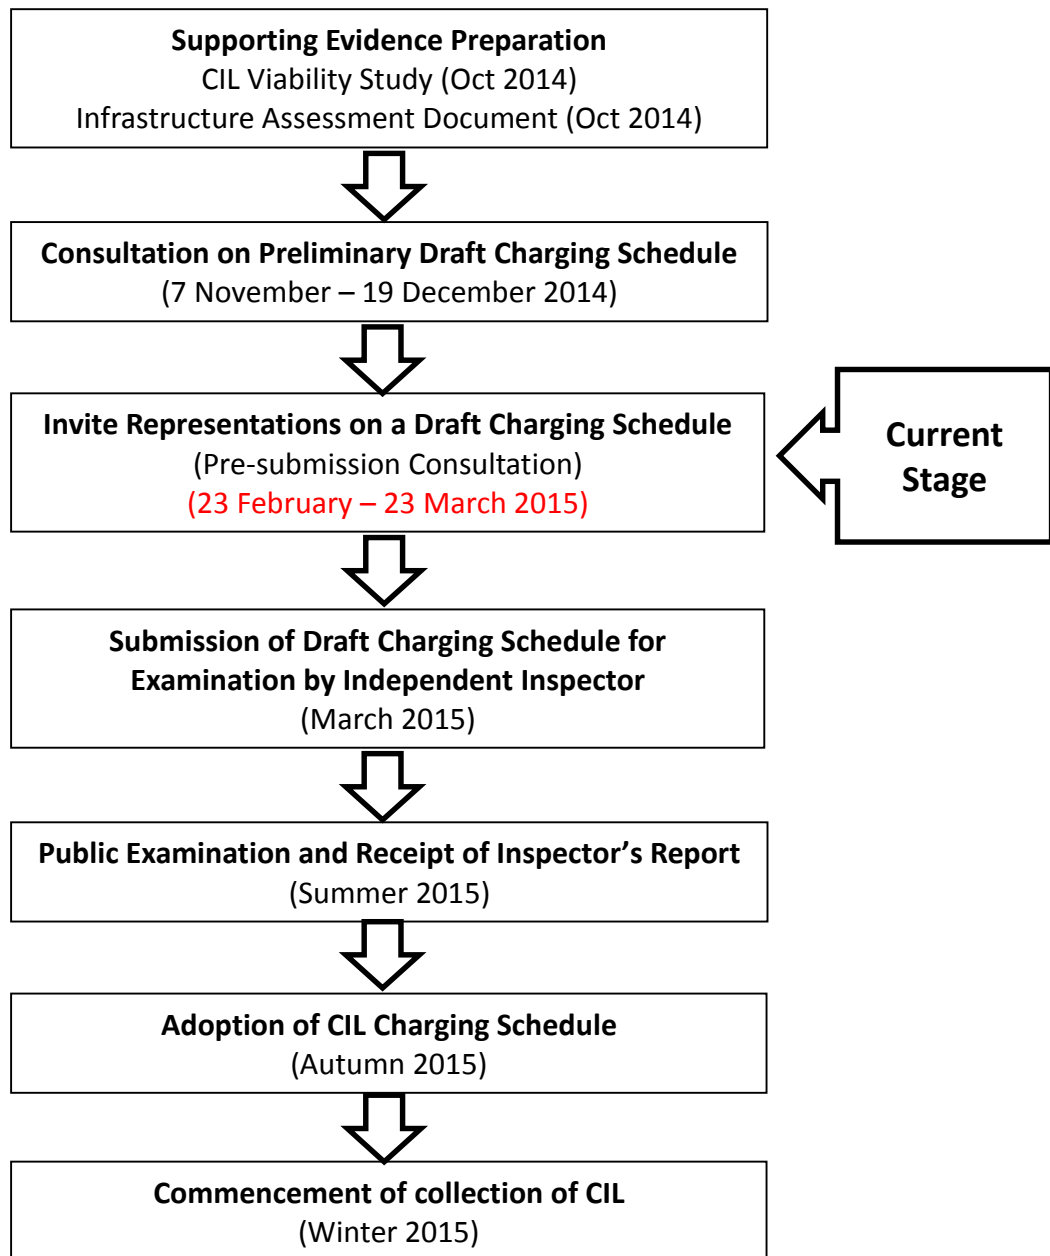 Supporting Evidence Preparation
CIL Viability Study (Oct 2014)
Infrastructure Assessment Document (Oct 2014)
Consultation on Preliminary Draft Charging Schedule
(7 November – 19 December 2014)
Invite Representations on a Draft Charging Schedule
(Pre-submission Consultation)
(23 February – 23 March 2015)
Current
Stage
Submission of Draft Charging Schedule for
Examination by Independent Inspector
(March 2015)
Public Examination and Receipt of Inspector’s Report
(Summer 2015)
Adoption of CIL Charging Schedule
(Autumn 2015)
Commencement of collection of CIL
(Winter 2015)